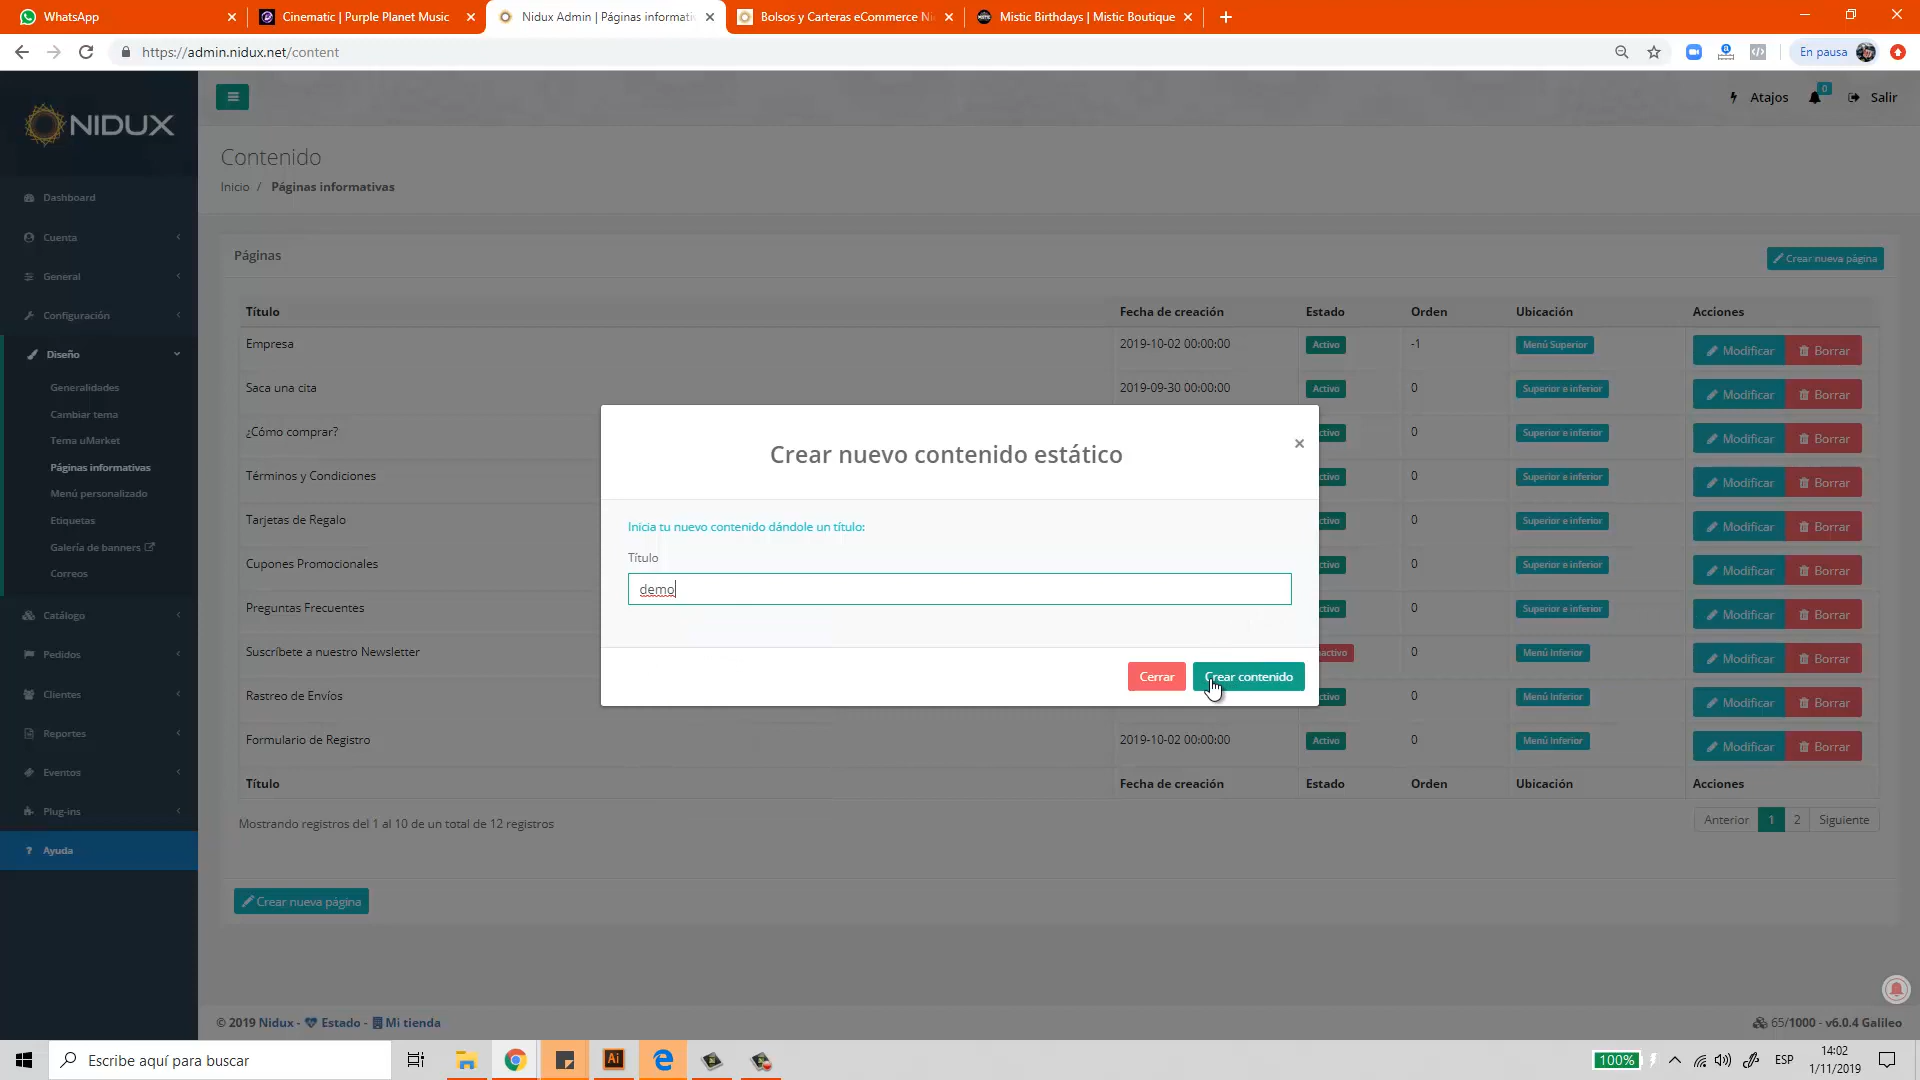 WhatsApp
Cinematic | Purple Planet Music
Nidux Admin | Páginas informati
Bolsos y Carteras eCommerce Ni
Mistic Birthdays | Mistic Boutique
https://admin.nidux.net/content
En pausa
NIDUX
0
Atajos
Salir
Contenido
Inicio / Páginas informativas
Dashboard
Cuenta
General
Configuración
Diseño
Generalidades
Cambiar tema
Tema uMarket
Páginas informativas
Menú personalizado
Etiquetas
Galería de banners
Correos
Catálogo
Pedidos
Clientes
Reportes
Eventos
Plug-ins
? Ayuda
Páginas
Crear nueva página
Título Fecha de creación Estado Orden Ubicación Acciones
Empresa 2019-10-02 00:00:00 Activo -1 Menú Superior Modificar Borrar
Saca una cita 2019-09-30 00:00:00 Activo 0 Superior e inferior Modificar Borrar
¿Cómo comprar? ctivo 0 Superior e inferior Modificar Borrar
Términos y Condiciones ctivo 0 Superior e inferior Modificar Borrar
Tarjetas de Regalo ctivo 0 Superior e inferior Modificar Borrar
Cupones Promocionales ctivo 0 Superior e inferior Modificar Borrar
Preguntas Frecuentes ctivo 0 Superior e inferior Modificar Borrar
Suscríbete a nuestro Newsletter activo 0 Menú Inferior Modificar Borrar
Rastreo de Envíos ctivo 0 Menú Inferior Modificar Borrar
Formulario de Registro 2019-10-02 00:00:00 Activo 0 Menú Inferior Modificar Borrar
Título Fecha de creación Estado Orden Ubicación Acciones
Mostrando registros del 1 al 10 de un total de 12 registros
Anterior 1 2 Siguiente
Crear nueva página
Crear nuevo contenido estático
×
Inicia tu nuevo contenido dándole un título:
Título
demo
Cerrar
Crear contenido
© 2019 Nidux - Estado - Mi tienda
65/1000 - v6.0.4 Galileo
Escribe aquí para buscar
Ai
100%
ESP
14:02
1/11/2019